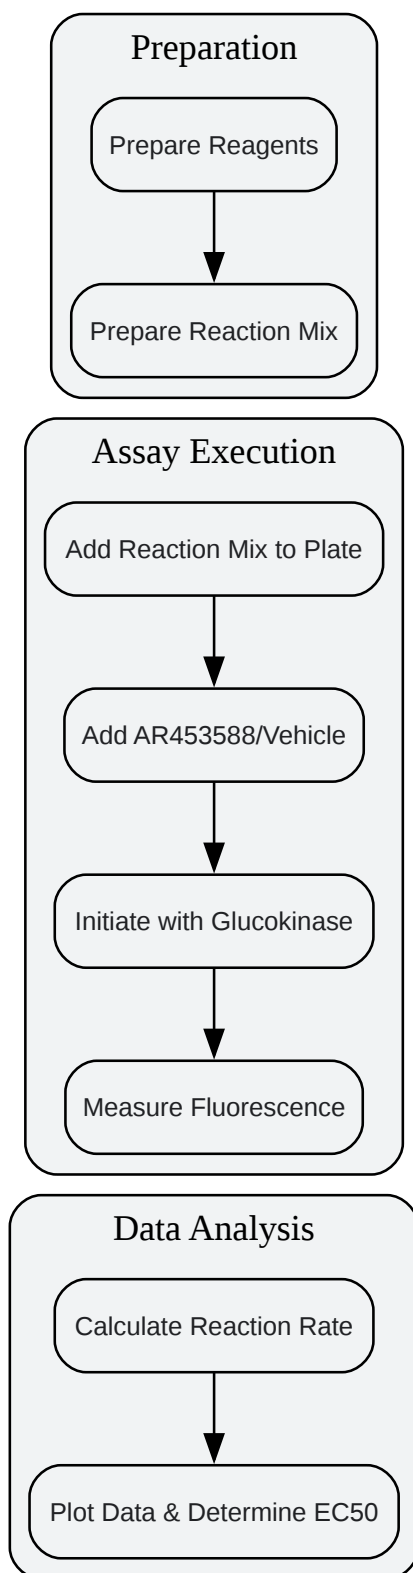 Preparation
Prepare Reagents
Prepare Reaction Mix
Assay Execution
Add Reaction Mix to Plate
Add AR453588/Vehicle
Initiate with Glucokinase
Measure Fluorescence
Data Analysis
Calculate Reaction Rate
Plot Data & Determine EC50